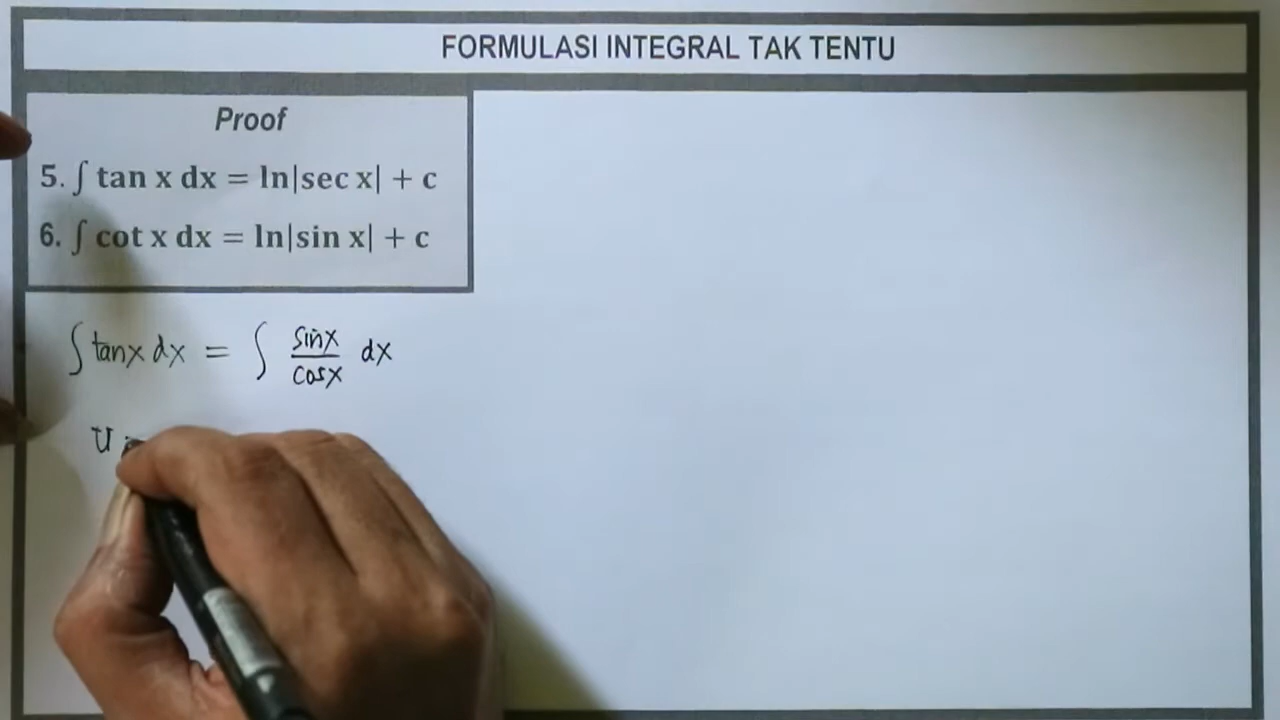 FORMULASI INTEGRAL TAK TENTU
Proof
5. ∫ tan x dx = ln|sec x| + c
6. ∫ cot x dx = ln|sin x| + c
∫ tanx dx = ∫ sinx/cosx dx
U =